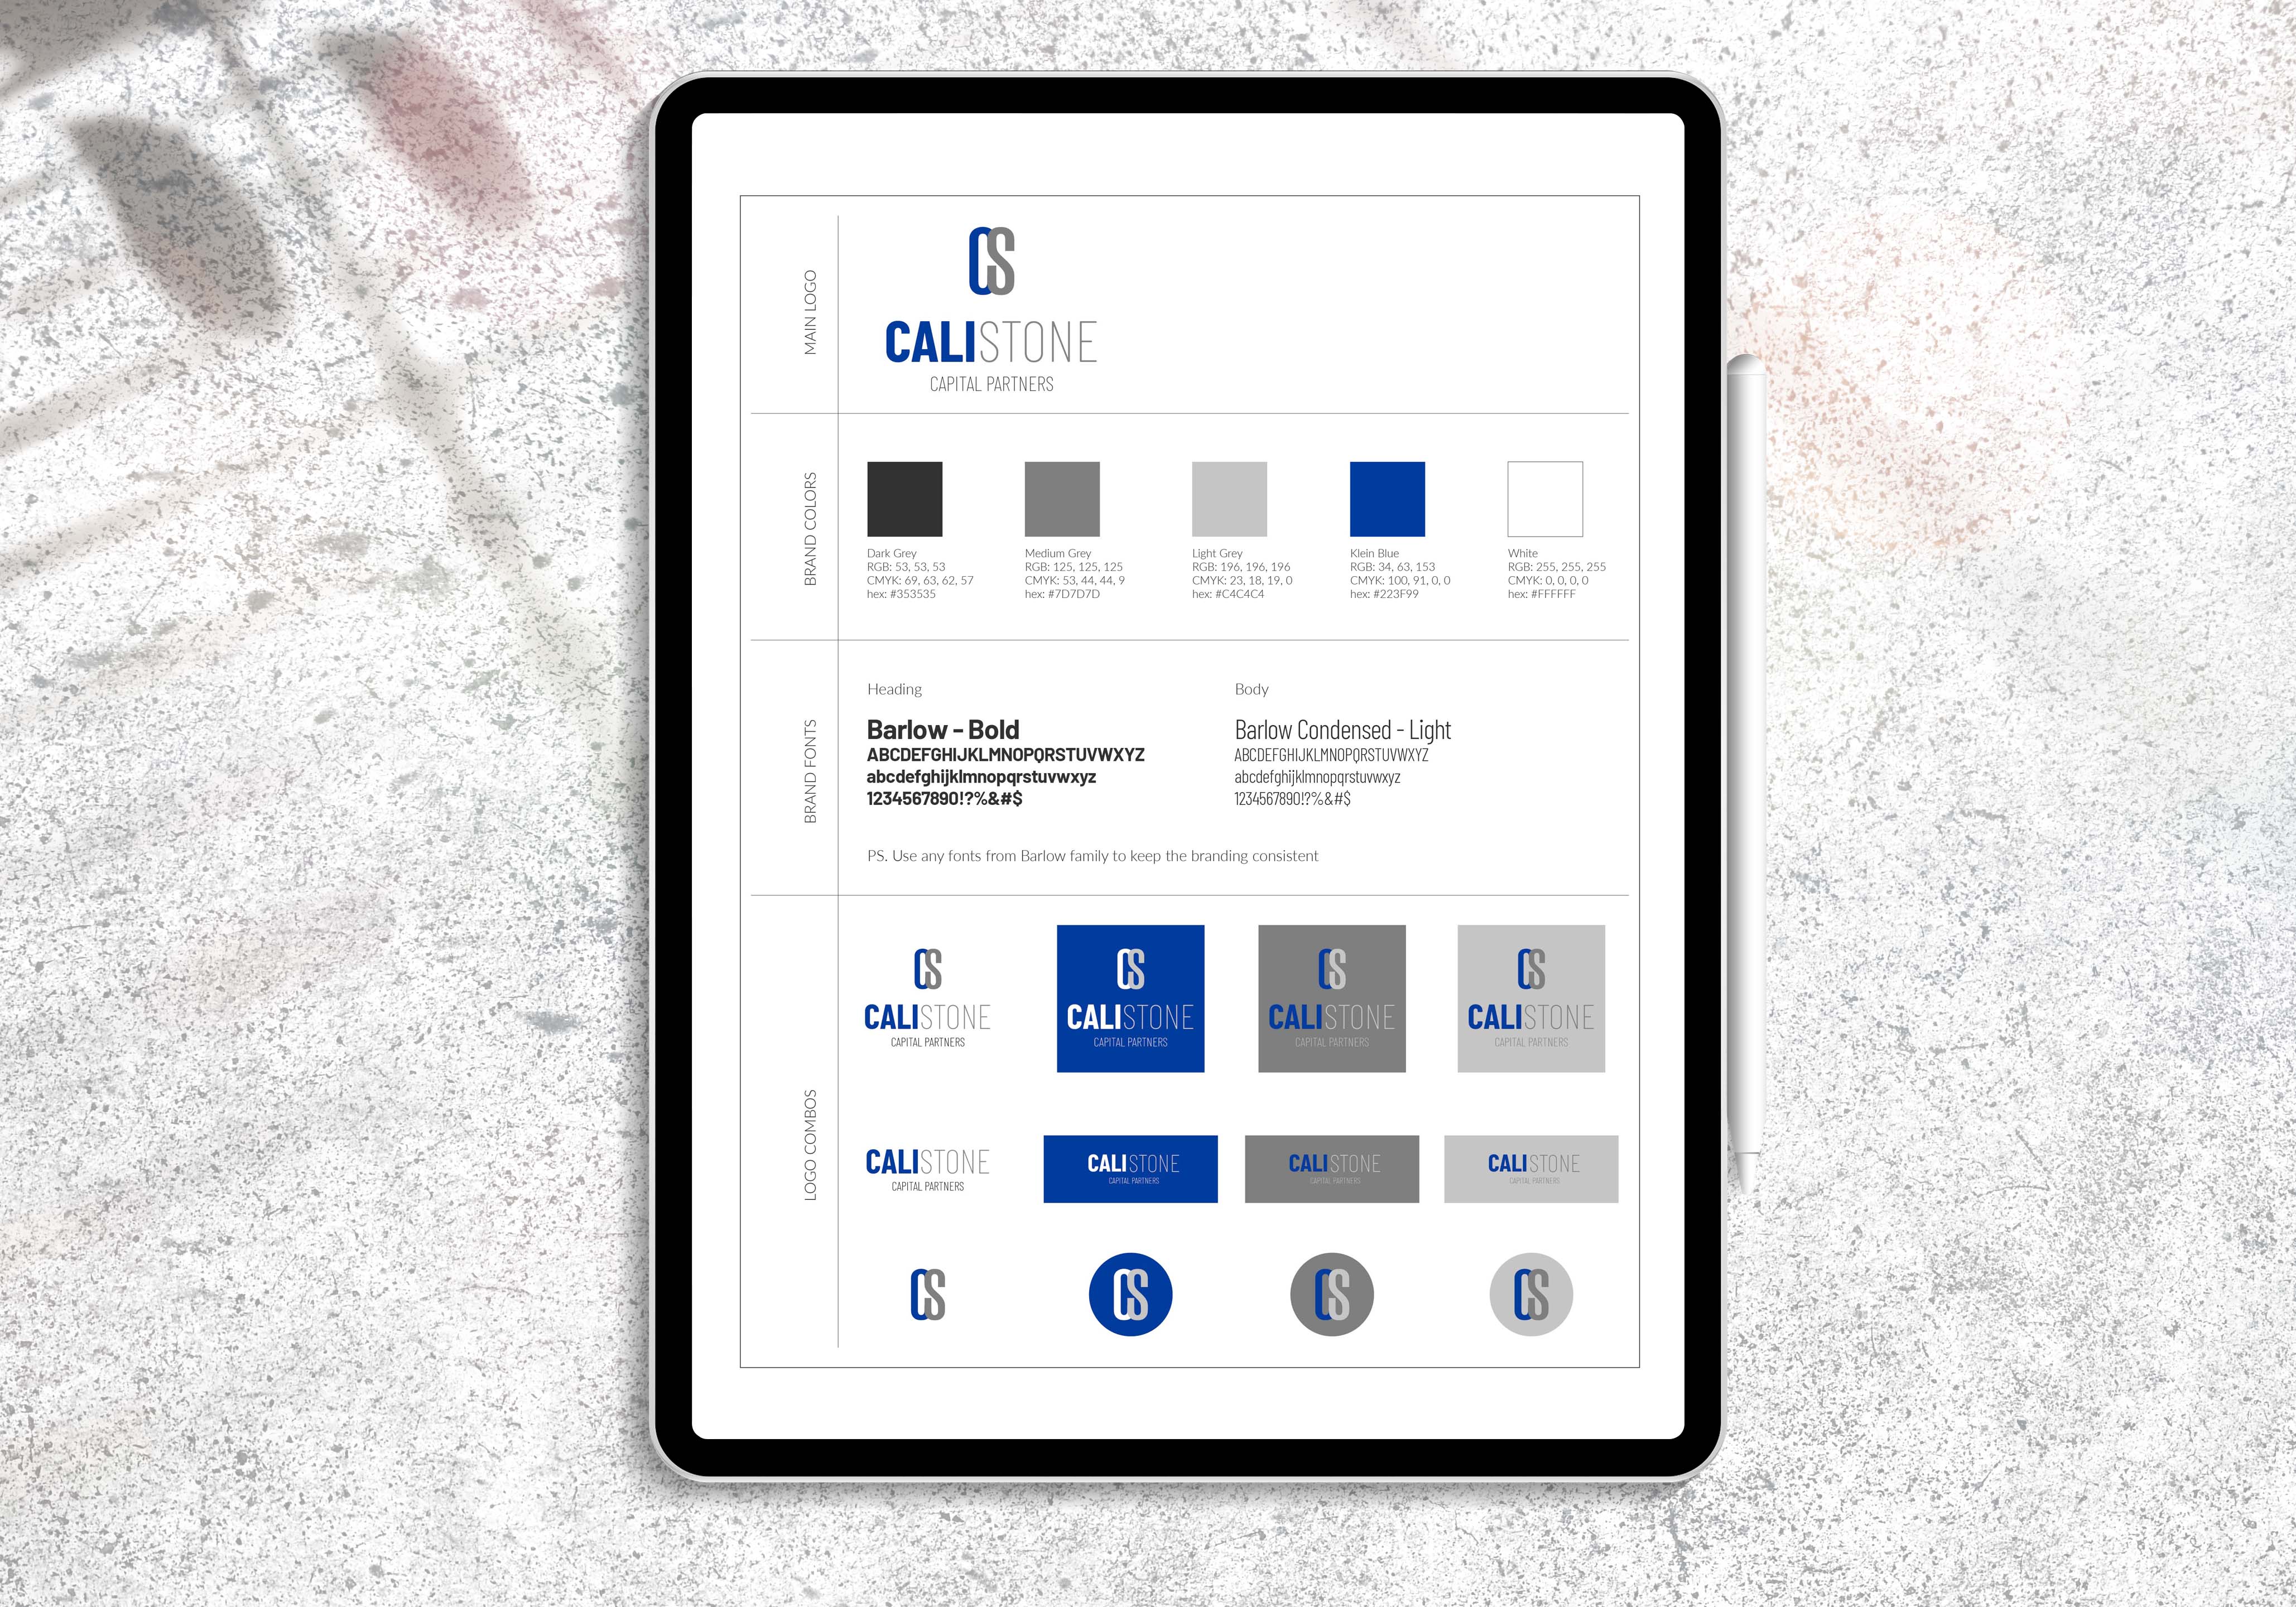 MAIN LOGO
CS
CALISTONE
CAPITAL PARTNERS
BRAND COLORS
Dark Grey
RGB: 53, 53, 53
CMYK: 69, 63, 62, 57
hex: #353535
Medium Grey
RGB: 125, 125, 125
CMYK: 53, 44, 44, 9
hex: #7D7D7D
Light Grey
RGB: 196, 196, 196
CMYK: 23, 18, 19, 0
hex: #C4C4C4
Klein Blue
RGB: 34, 63, 153
CMYK: 100, 91, 0, 0
hex: #223F99
White
RGB: 255, 255, 255
CMYK: 0, 0, 0, 0
hex: #FFFFFF
BRAND FONTS
Heading
Barlow - Bold
ABCDEFGHIJKLMNOPQRSTUVWXYZ
abcdefghijklmnopqrstuvwxyz
1234567890!?%&#$
Body
Barlow Condensed - Light
ABCDEFGHIJKLMNOPQRSTUVWXYZ
abcdefghijklmnopqrstuvwxyz
1234567890!?%&#$
PS. Use any fonts from Barlow family to keep the branding consistent
LOGO COMBOS
CS
CALISTONE
CAPITAL PARTNERS
CS
CALISTONE
CAPITAL PARTNERS
CS
CALISTONE
CAPITAL PARTNERS
CS
CALISTONE
CAPITAL PARTNERS
CALISTONE
CAPITAL PARTNERS
CALISTONE
CAPITAL PARTNERS
CALISTONE
CAPITAL PARTNERS
CALISTONE
CAPITAL PARTNERS
CS
CS
CS
CS